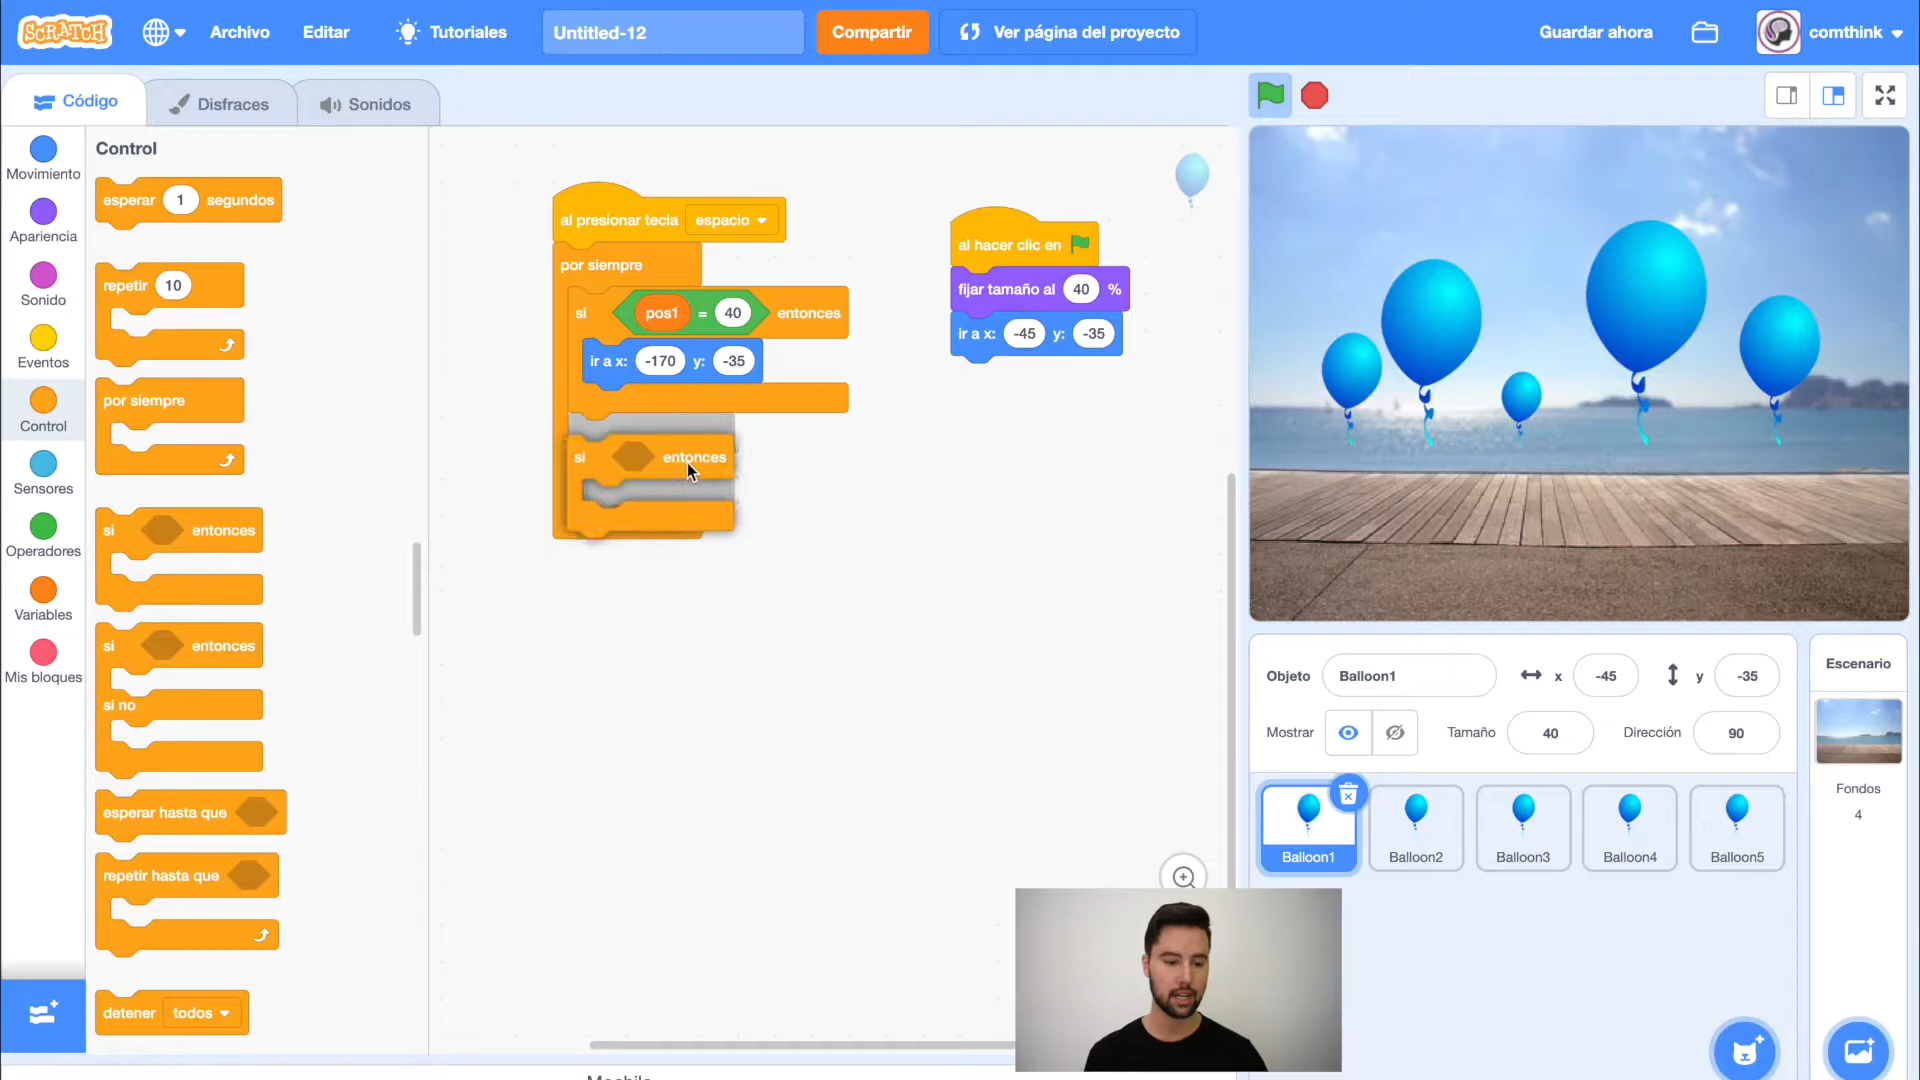 SCRATCH
Archivo
Editar
Tutoriales
Untitled-12
Compartir
Ver página del proyecto
Guardar ahora
comthink
Código
Disfraces
Sonidos
Movimiento
Apariencia
Sonido
Eventos
Control
Sensores
Operadores
Variables
Mis bloques
Control
esperar 1 segundos
repetir 10
por siempre
si entonces
si entonces
si no
esperar hasta que
repetir hasta que
detener todos
al presionar tecla espacio
por siempre
si pos1 = 40 entonces
ir a x: -170 y: -35
si entonces
al hacer clic en
fijar tamaño al 40 %
ir a x: -45 y: -35
Objeto Balloon1 x -45 y -35
Mostrar Tamaño 40 Dirección 90
Balloon1 Balloon2 Balloon3 Balloon4 Balloon5
Escenario
Fondos
4